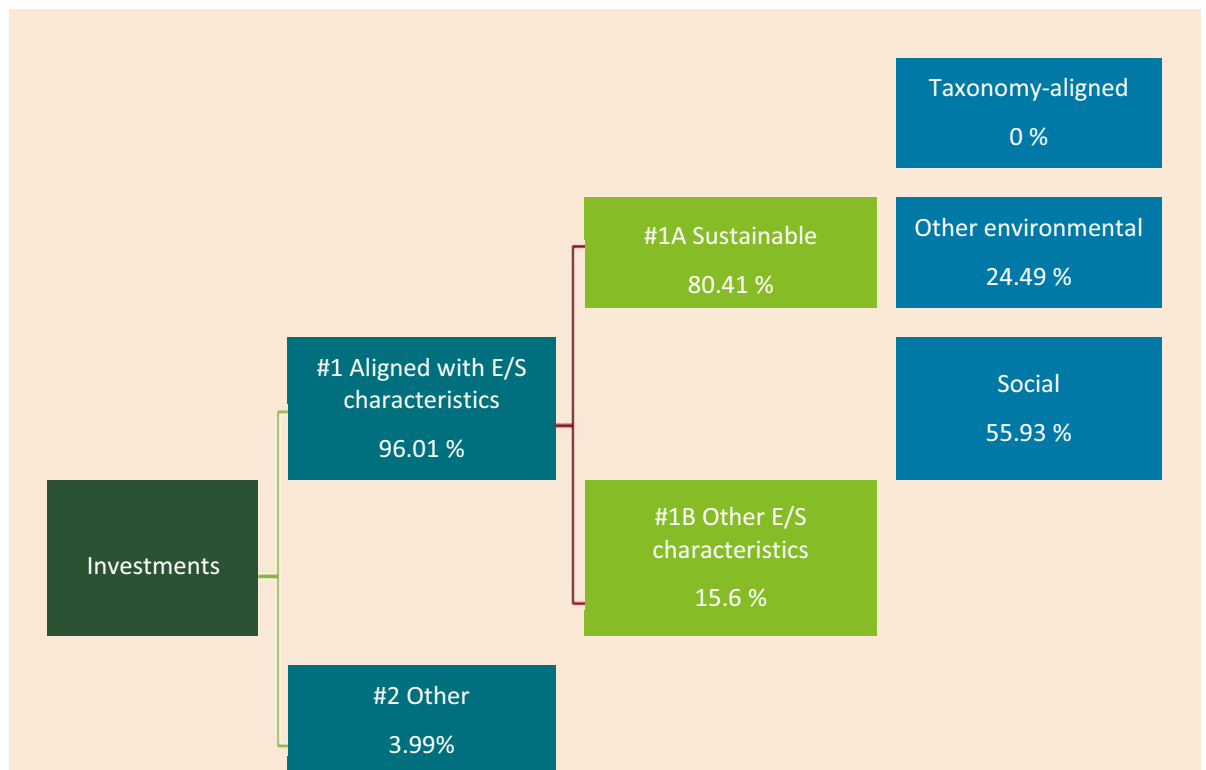 Taxonomy-aligned
0 %
#1A Sustainable
80.41 %
Other environmental
24.49 %
#1 Aligned with E/S
characteristics
96.01 %
Social
55.93 %
Investments
#1B Other E/S
characteristics
15.6 %
#2 Other
3.99%